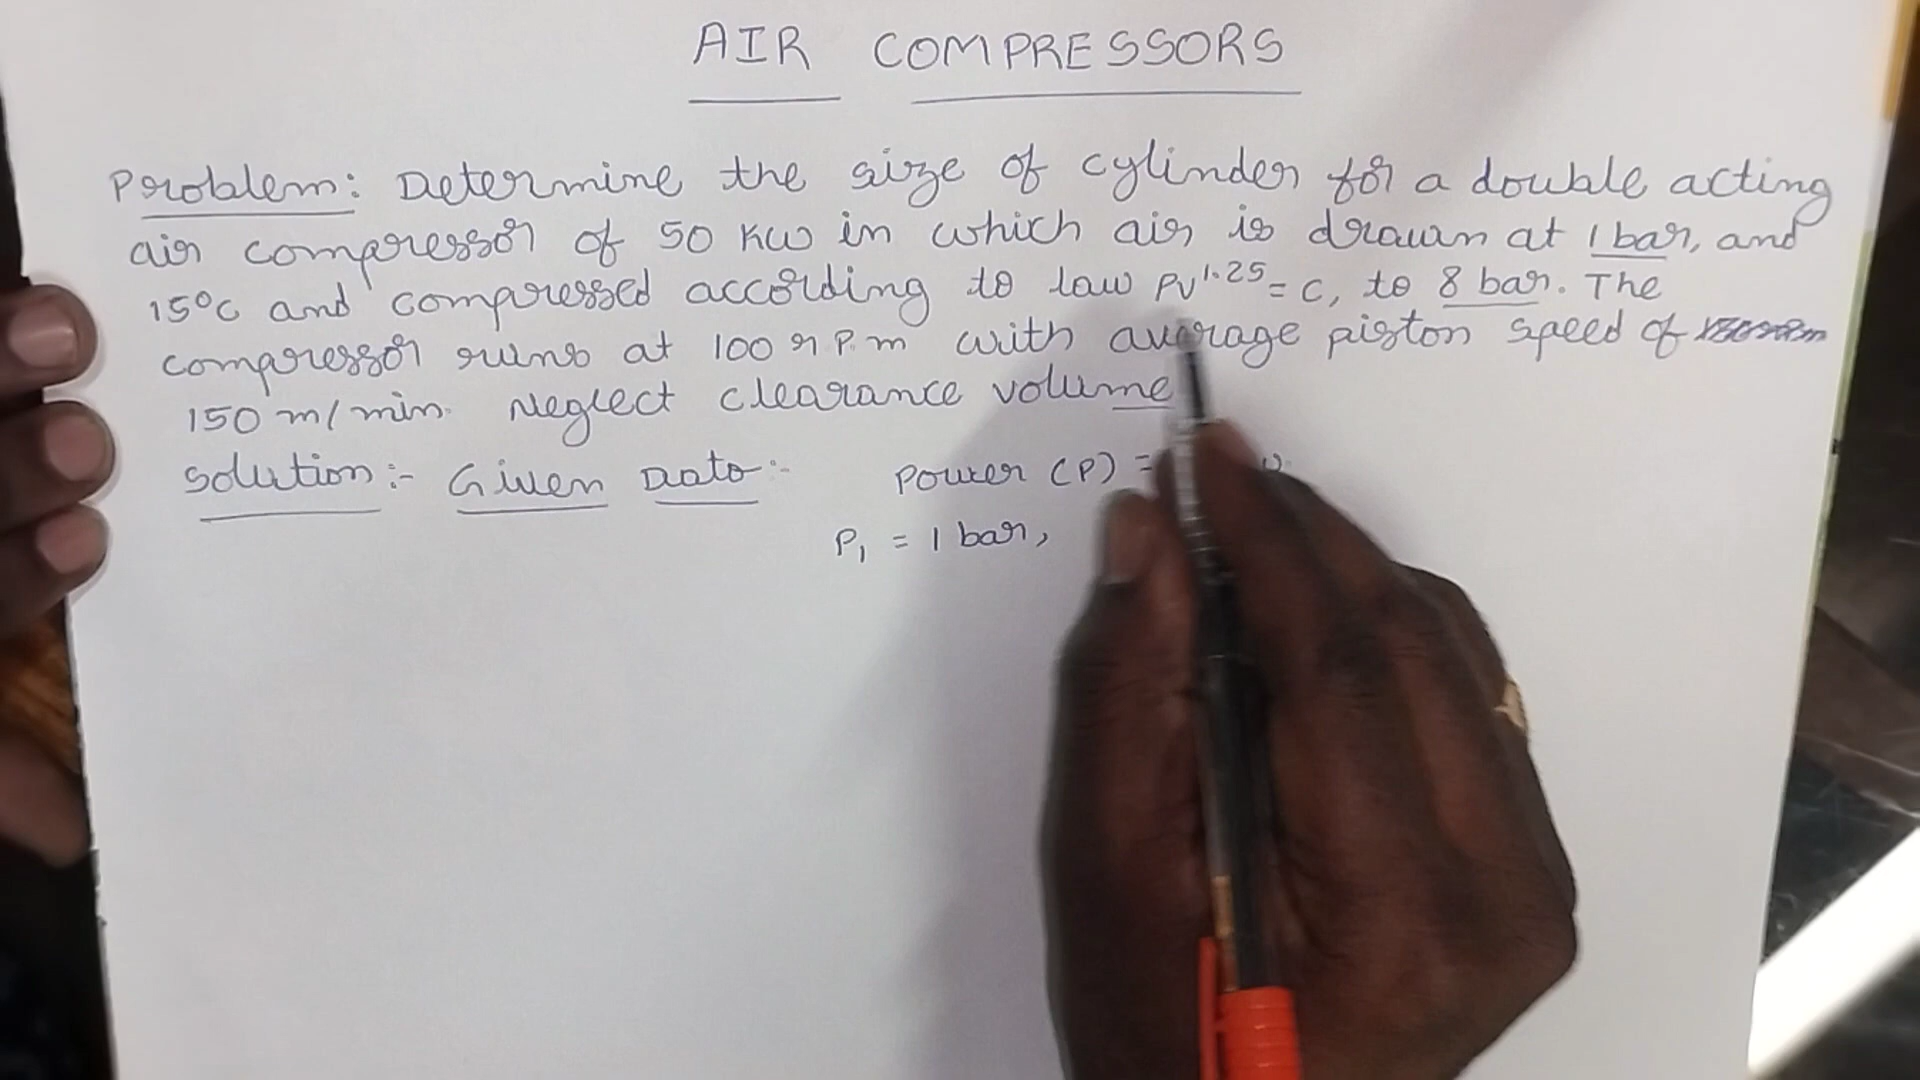 AIR COMPRESSORS
Problem: Determine the size of cylinder for a double acting
air compressor of 50 KW in which air is drawn at 1 bar, and
15°C and compressed according to law PV^1.25 = C, to 8 bar. The
compressor runs at 100 r.p.m with average piston speed of
150 m/min. Neglect clearance volume
Solution:- Given Data:- Power (P) =
P₁ = 1 bar,